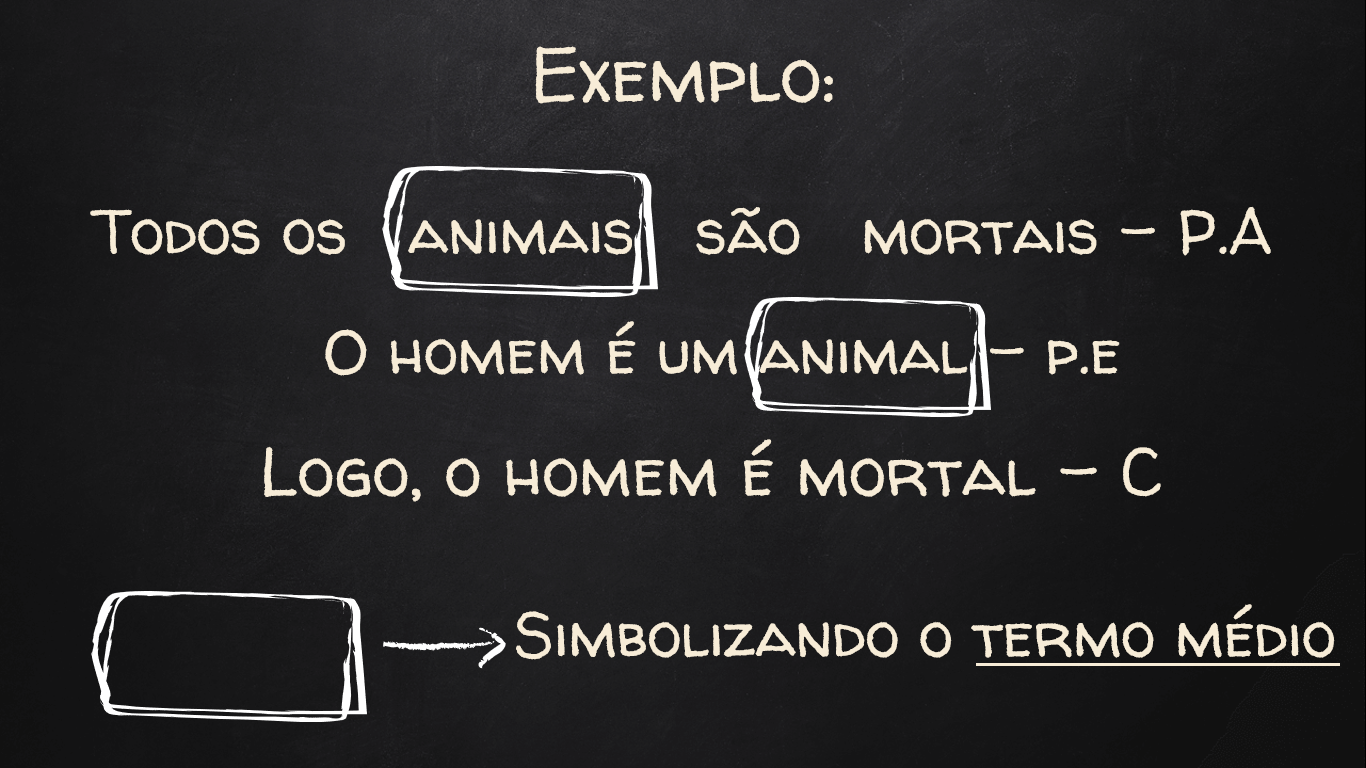 Exemplo:
Todos os animais são mortais – P.A
O homem é um animal – p.e
Logo, o homem é mortal – C
Simbolizando o termo médio